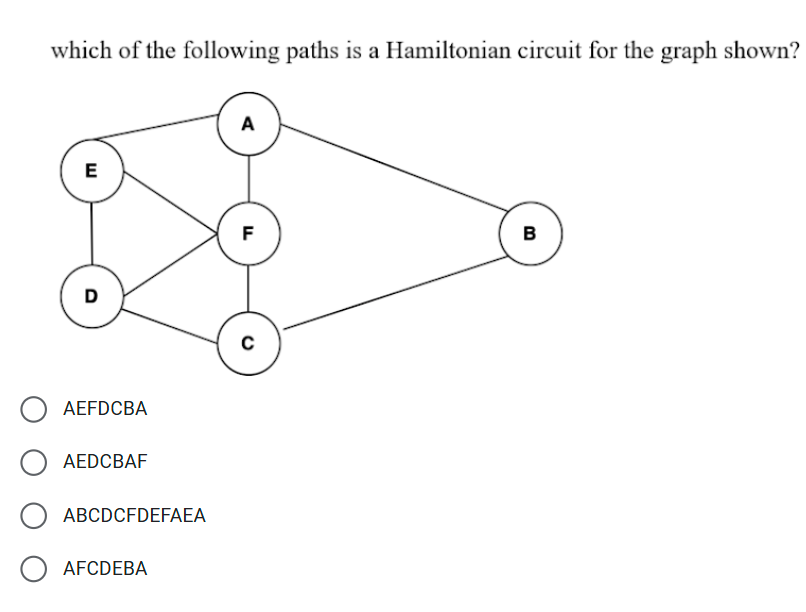 which of the following paths is a Hamiltonian circuit for the graph shown?
A
E
F
B
D
C
AEFDCBA
AEDCBAF
ABCDCFDEFAEA
AFCDEBA